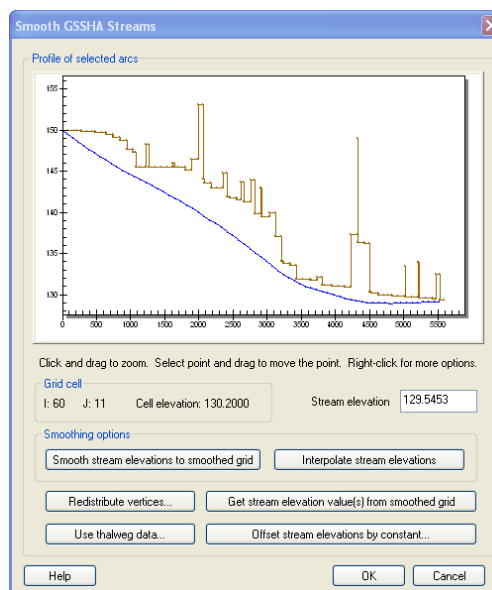 Smooth GSSHA Streams
Profile of selected arcs
155
150
145
140
135
130
0 500 1000 1500 2000 2500 3000 3500 4000 4500 5000 5500
Click and drag to zoom. Select point and drag to move the point. Right-click for more options.
Grid cell
I: 60 J: 11 Cell elevation: 130.2000 Stream elevation 129.5453
Smoothing options
Smooth stream elevations to smoothed grid Interpolate stream elevations
Redistribute vertices... Get stream elevation value(s) from smoothed grid
Use thalweg data... Offset stream elevations by constant...
Help OK Cancel